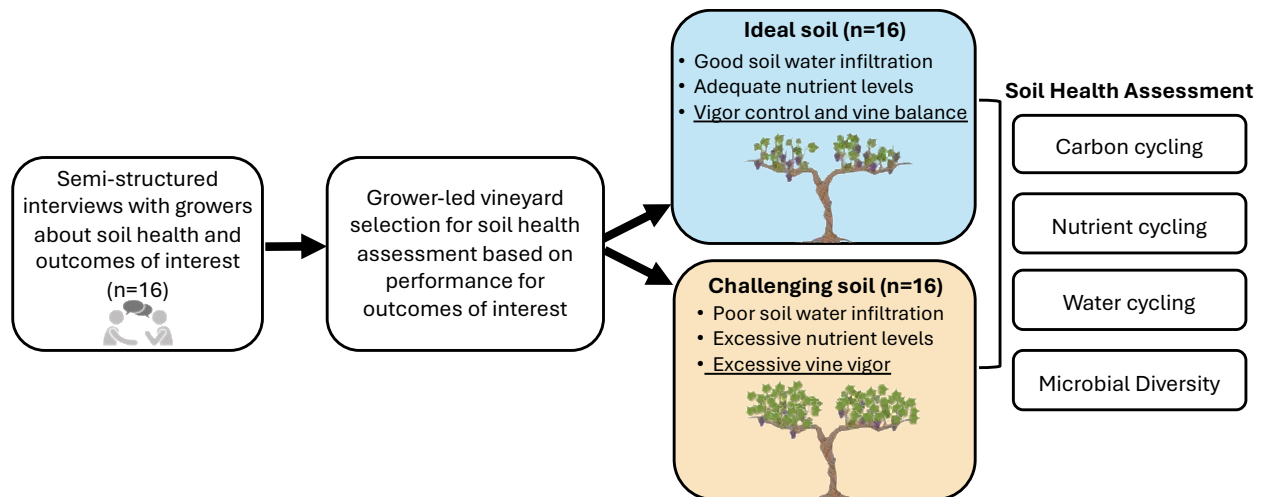 Semi-structured
interviews with growers
about soil health and
outcomes of interest
(n=16)
Grower-led vineyard
selection for soil health
assessment based on
performance for
outcomes of interest
Ideal soil (n=16)
• Good soil water infiltration
• Adequate nutrient levels
• Vigor control and vine balance
Challenging soil (n=16)
• Poor soil water infiltration
• Excessive nutrient levels
• Excessive vine vigor
Soil Health Assessment
Carbon cycling
Nutrient cycling
Water cycling
Microbial Diversity